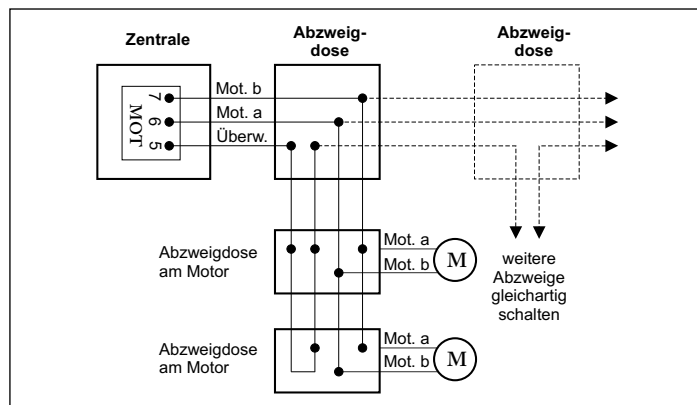 Zentrale
Abzweig-
dose
Abzweig-
dose
7
6
5
MOT
Mot. b
Mot. a
Überw.
Abzweigdose
am Motor
Mot. a
Mot. b
M
weitere
Abzweige
gleichartig
schalten
Abzweigdose
am Motor
Mot. a
Mot. b
M